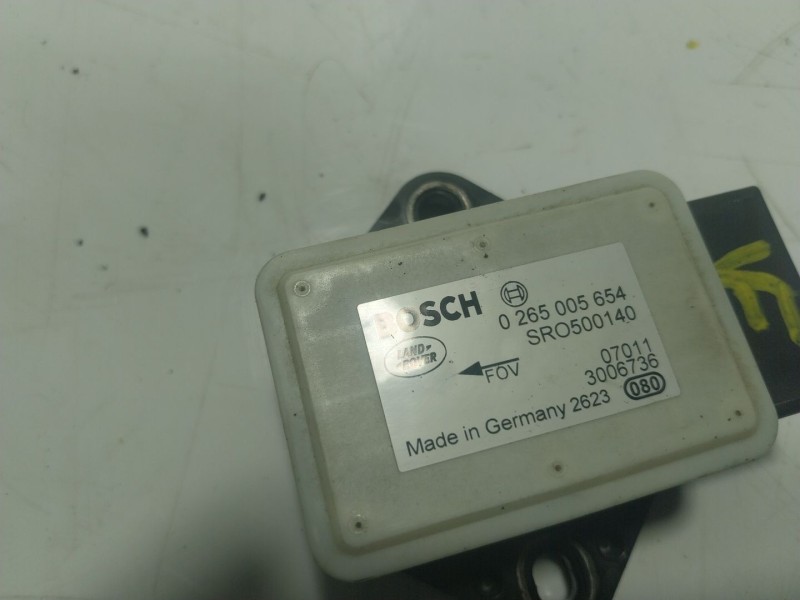 BOSCH
0 265 005 654
SRO500140
LAND
ROVER
FOV
07011
3006736
Made in Germany 2623
080